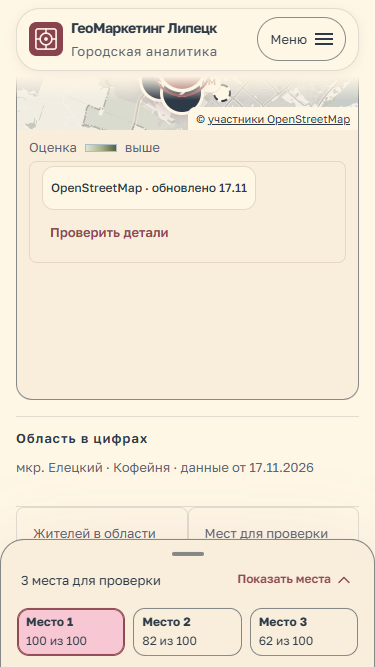 ГеоМаркетинг Липецк
Городская аналитика
Меню
© участники OpenStreetMap
Оценка выше
OpenStreetMap · обновлено 17.11
Проверить детали
Область в цифрах
мкр. Елецкий · Кофейня · данные от 17.11.2026
Жителей в области
Мест для проверки
3 места для проверки
Показать места
Место 1
100 из 100
Место 2
82 из 100
Место 3
62 из 100